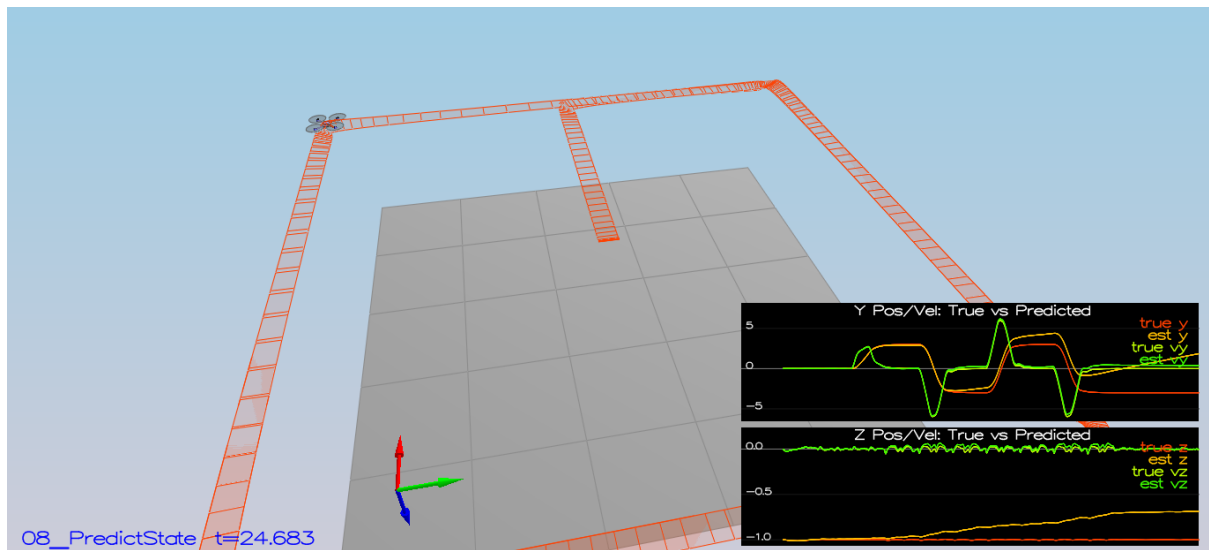 Y Pos/Vel: True vs Predicted
5
0
-5
true y
est y
true vy
est vy
Z Pos/Vel: True vs Predicted
0.0
-0.5
-1.0
true z
est z
true vz
est vz
08_PredictState t=24.683